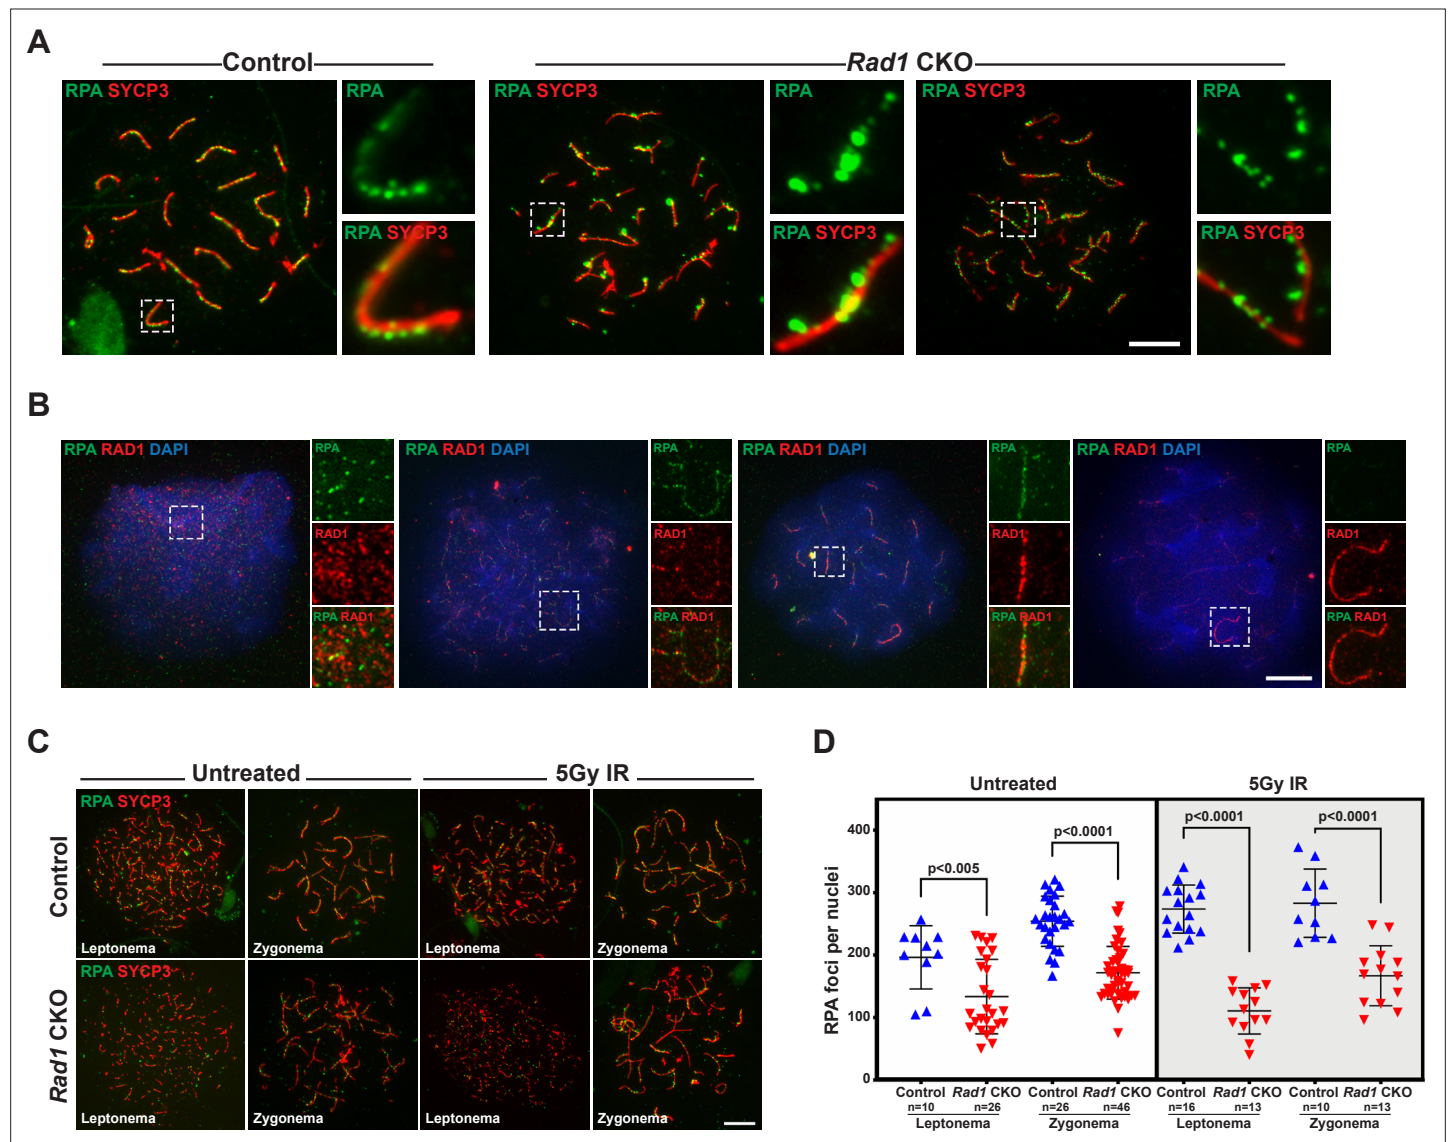 A
Control
Rad1 CKO
RPA SYCP3
RPA
RPA SYCP3
RPA SYCP3
RPA
RPA SYCP3
RPA SYCP3
RPA
RPA SYCP3
B
RPA RAD1 DAPI
RPA
RAD1
RPA RAD1
RPA RAD1 DAPI
RPA
RAD1
RPA RAD1
RPA RAD1 DAPI
RPA
RAD1
RPA RAD1
RPA RAD1 DAPI
RPA
RAD1
RPA RAD1
C
Untreated
5Gy IR
Control
RPA SYCP3
Leptonema
Zygonema
Leptonema
Zygonema
Rad1 CKO
RPA SYCP3
Leptonema
Zygonema
Leptonema
Zygonema
D
Untreated
5Gy IR
RPA foci per nuclei
400
300
200
100
0
p<0.005
p<0.0001
p<0.0001
p<0.0001
Control Rad1 CKO Control Rad1 CKO Control Rad1 CKO Control Rad1 CKO
n=10 n=26 n=26 n=46 n=16 n=13 n=10 n=13
Leptonema Zygonema Leptonema Zygonema